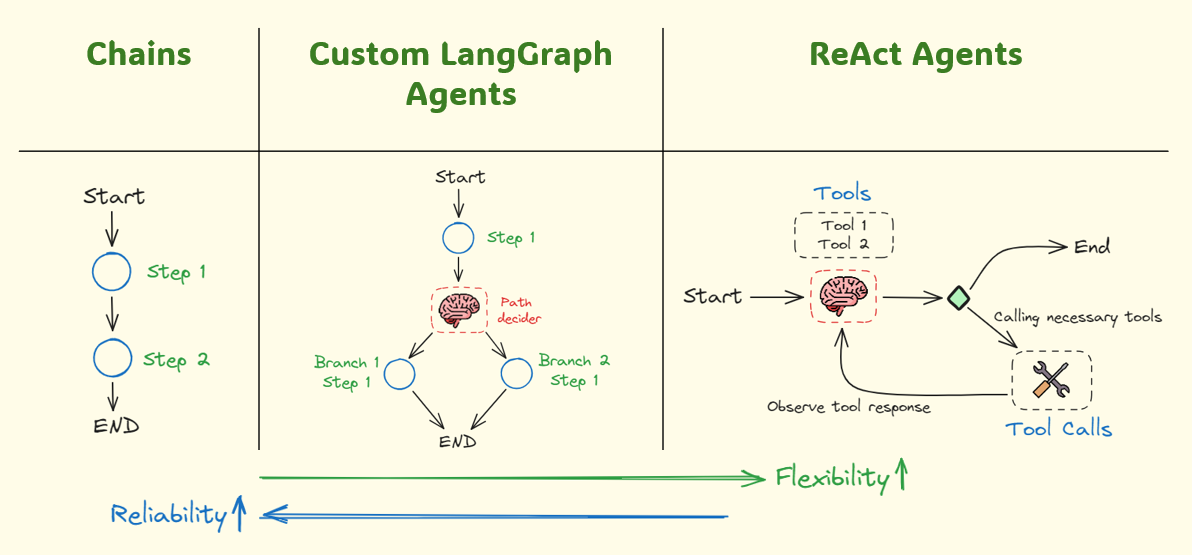 Chains
Custom LangGraph
Agents
ReAct Agents
Start
Step 1
Step 2
END
Start
Step 1
Path
decider
Branch 1
Step 1
Branch 2
Step 1
END
Tools
Tool 1
Tool 2
Start
End
Calling necessary tools
Observe tool response
Tool Calls
Flexibility
Reliability